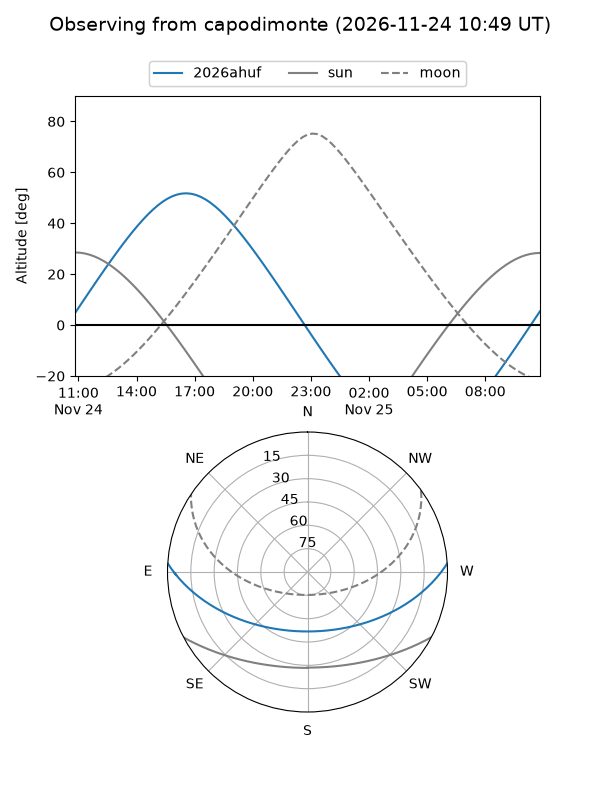 Observing from capodimonte (2026-11-24 10:49 UT)
2026ahuf sun moon
Altitude [deg]
80
60
40
20
0
−20
11:00 14:00 17:00 20:00 23:00 02:00 05:00 08:00
Nov 24 Nov 25
N
NE NW
15
30
45
60
75
E W
SE SW
S